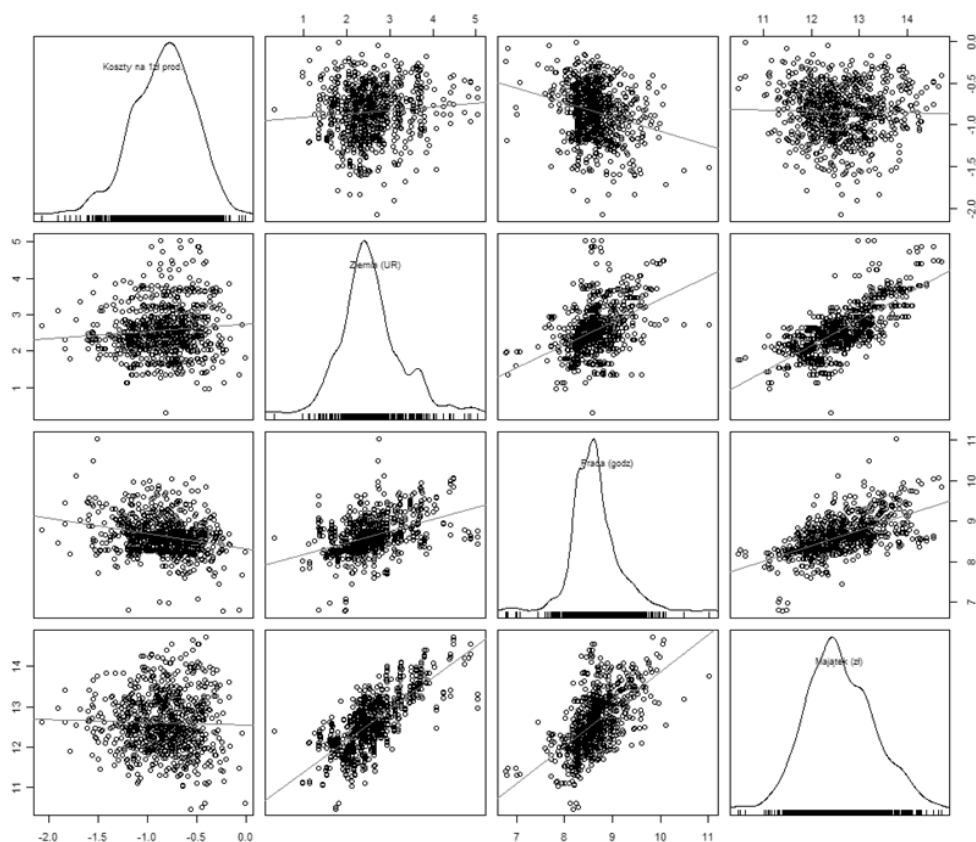 1 2 3 4 5
11 12 13 14
Koszty na 1zł prod.
0.0
-0.5
-1.0
-1.5
-2.0
5
4
3
2
1
Ziemia (UR)
Praca (godz)
11
10
9
8
7
14
13
12
11
Majątek (zł)
-2.0 -1.5 -1.0 -0.5 0.0
7 8 9 10 11